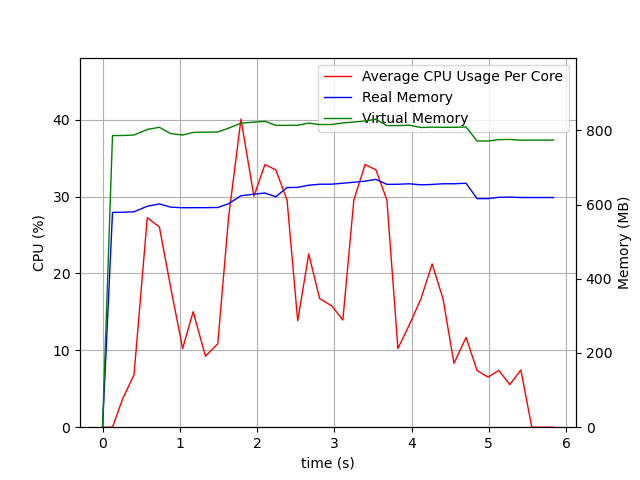 Average CPU Usage Per Core
Real Memory
Virtual Memory
CPU (%)
40
30
20
10
0
Memory (MB)
800
600
400
200
0
0 1 2 3 4 5 6
time (s)